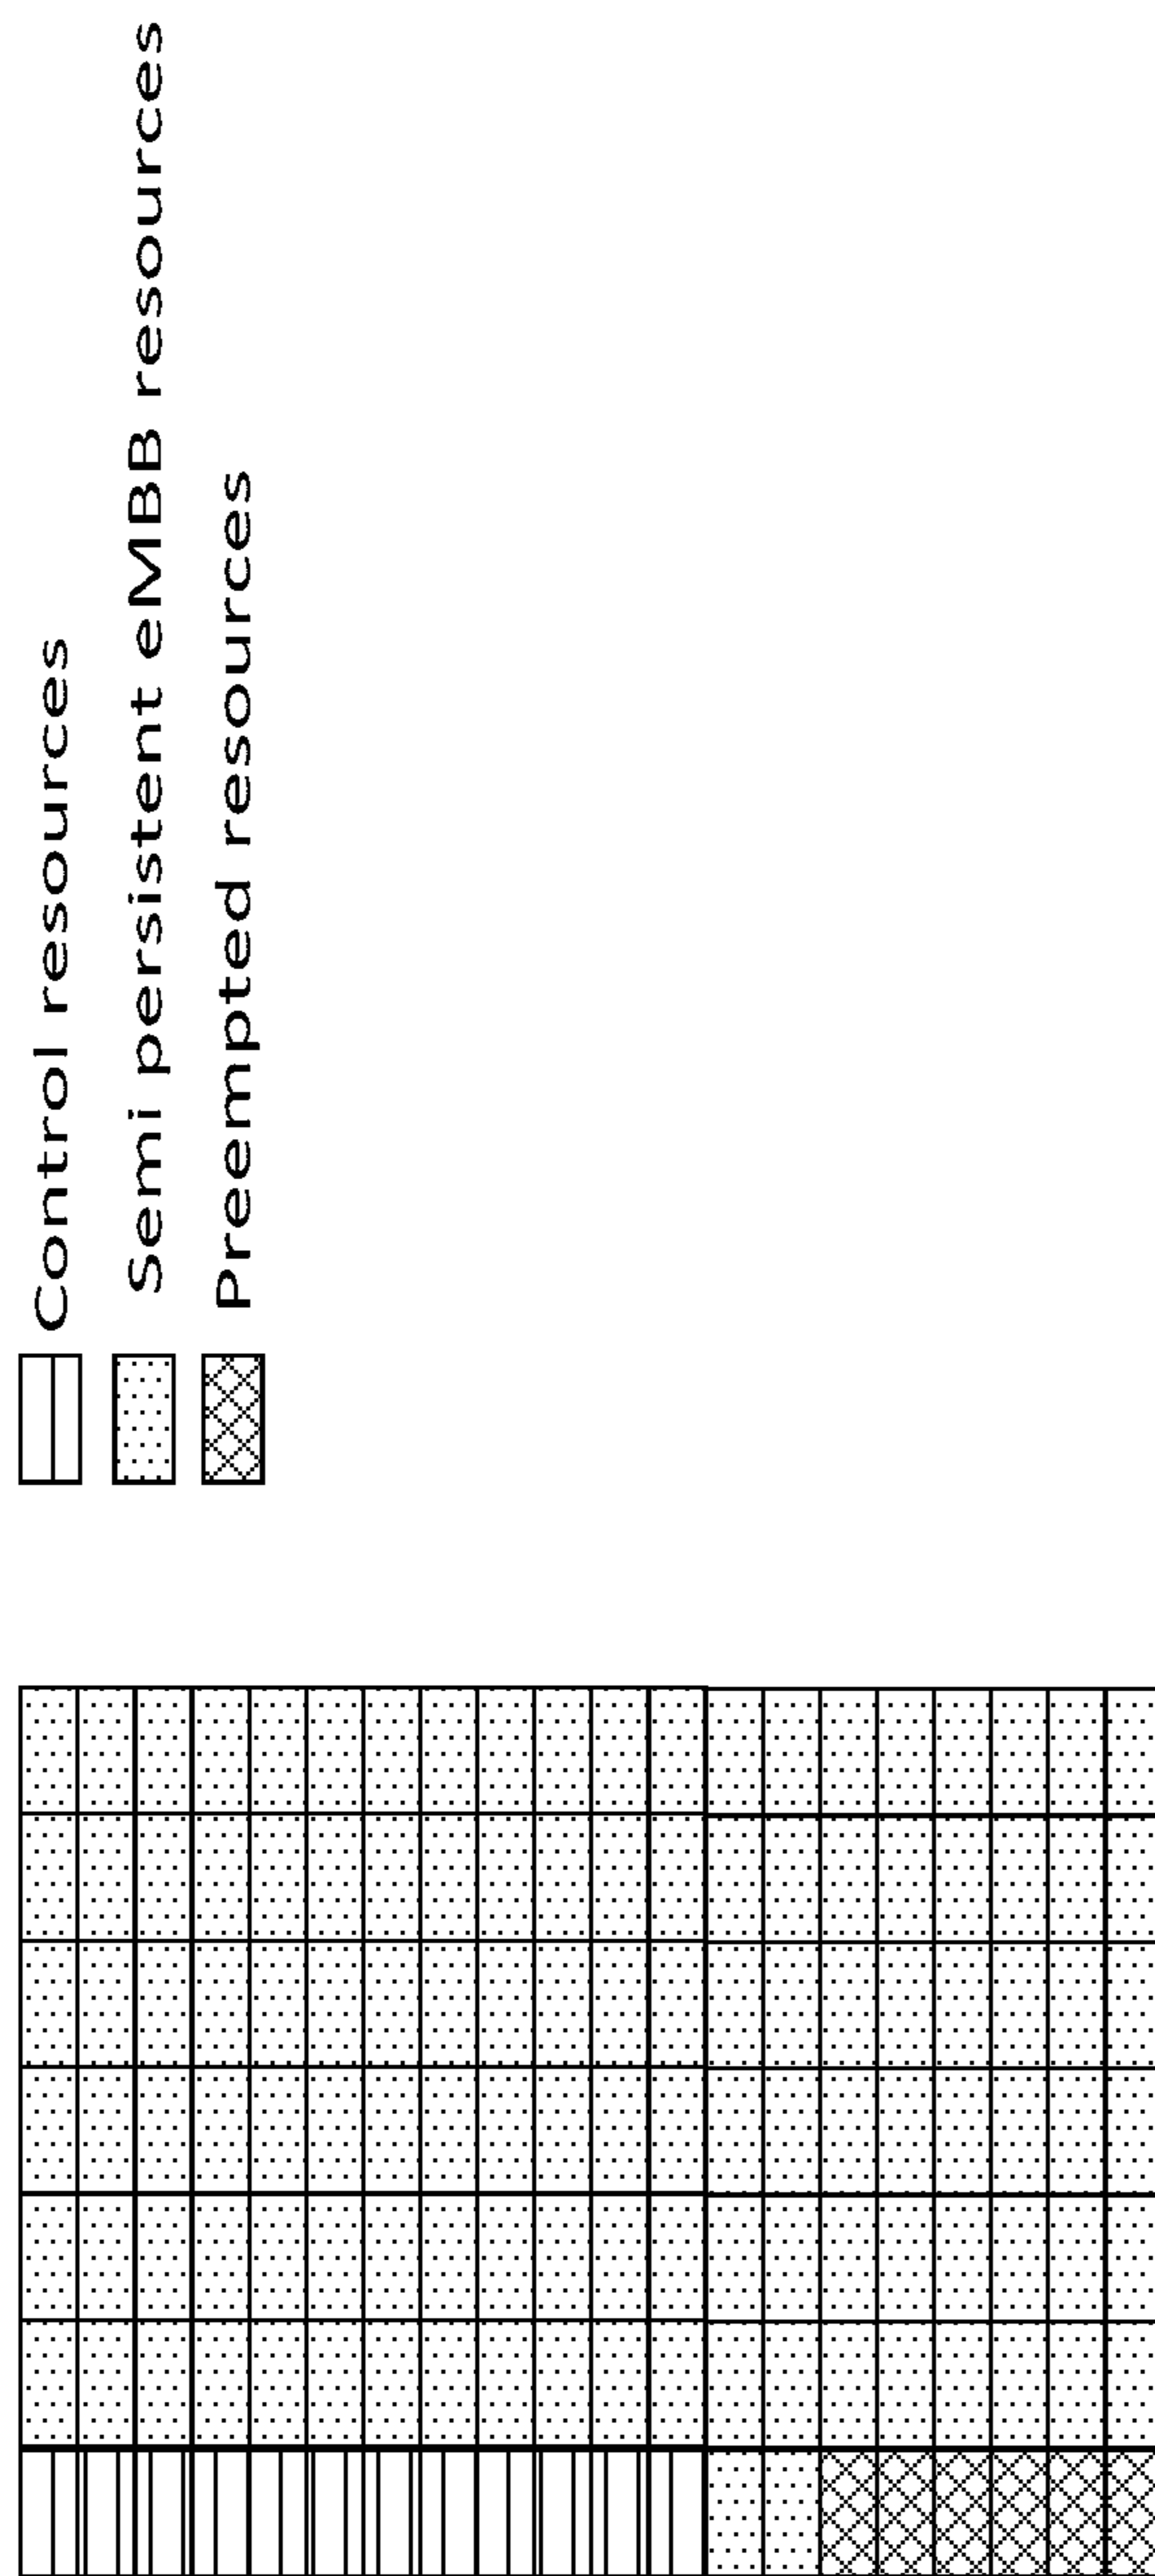 Control resources
Semi persistent eMBB resources
Preempted resources